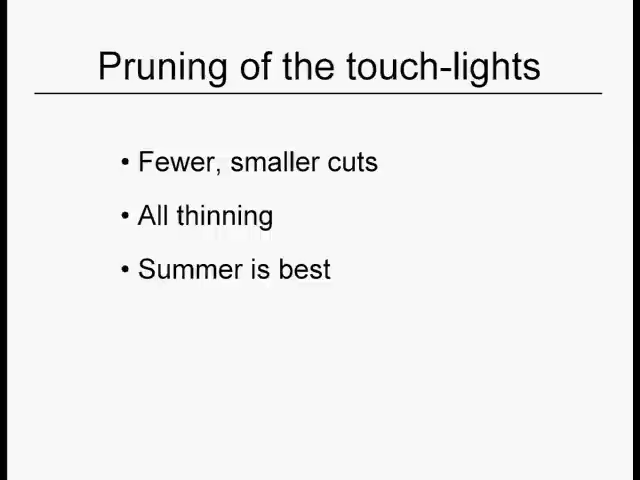 Pruning of the touch-lights
• Fewer, smaller cuts
• All thinning
• Summer is best